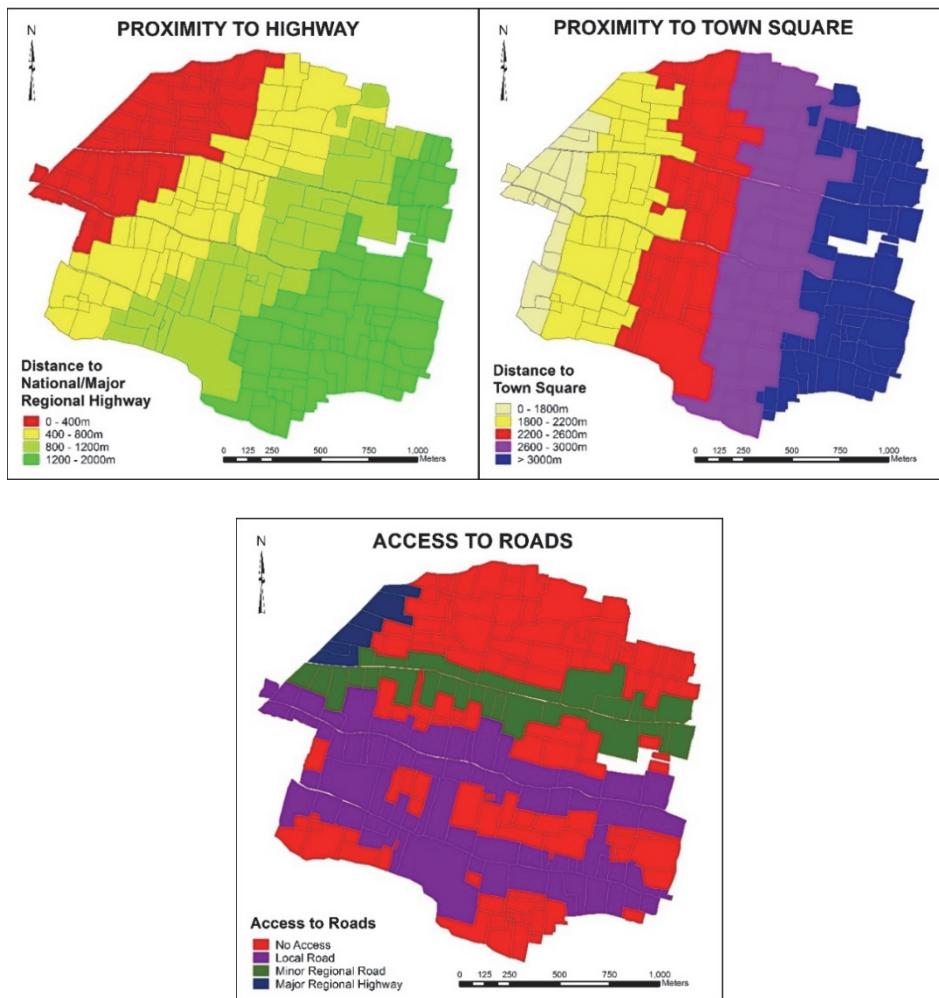 PROXIMITY TO HIGHWAY
N
Distance to
National/Major
Regional Highway
0 - 400m
400 - 800m
800 - 1200m
1200 - 2000m
0 125 250 500 750 1,000
Meters
PROXIMITY TO TOWN SQUARE
N
Distance to
Town Square
0 - 1800m
1800 - 2200m
2200 - 2600m
2600 - 3000m
> 3000m
0 125 250 500 750 1,000
Meters
ACCESS TO ROADS
N
Access to Roads
No Access
Local Road
Minor Regional Road
Major Regional Highway
0 125 250 500 750 1,000
Meters